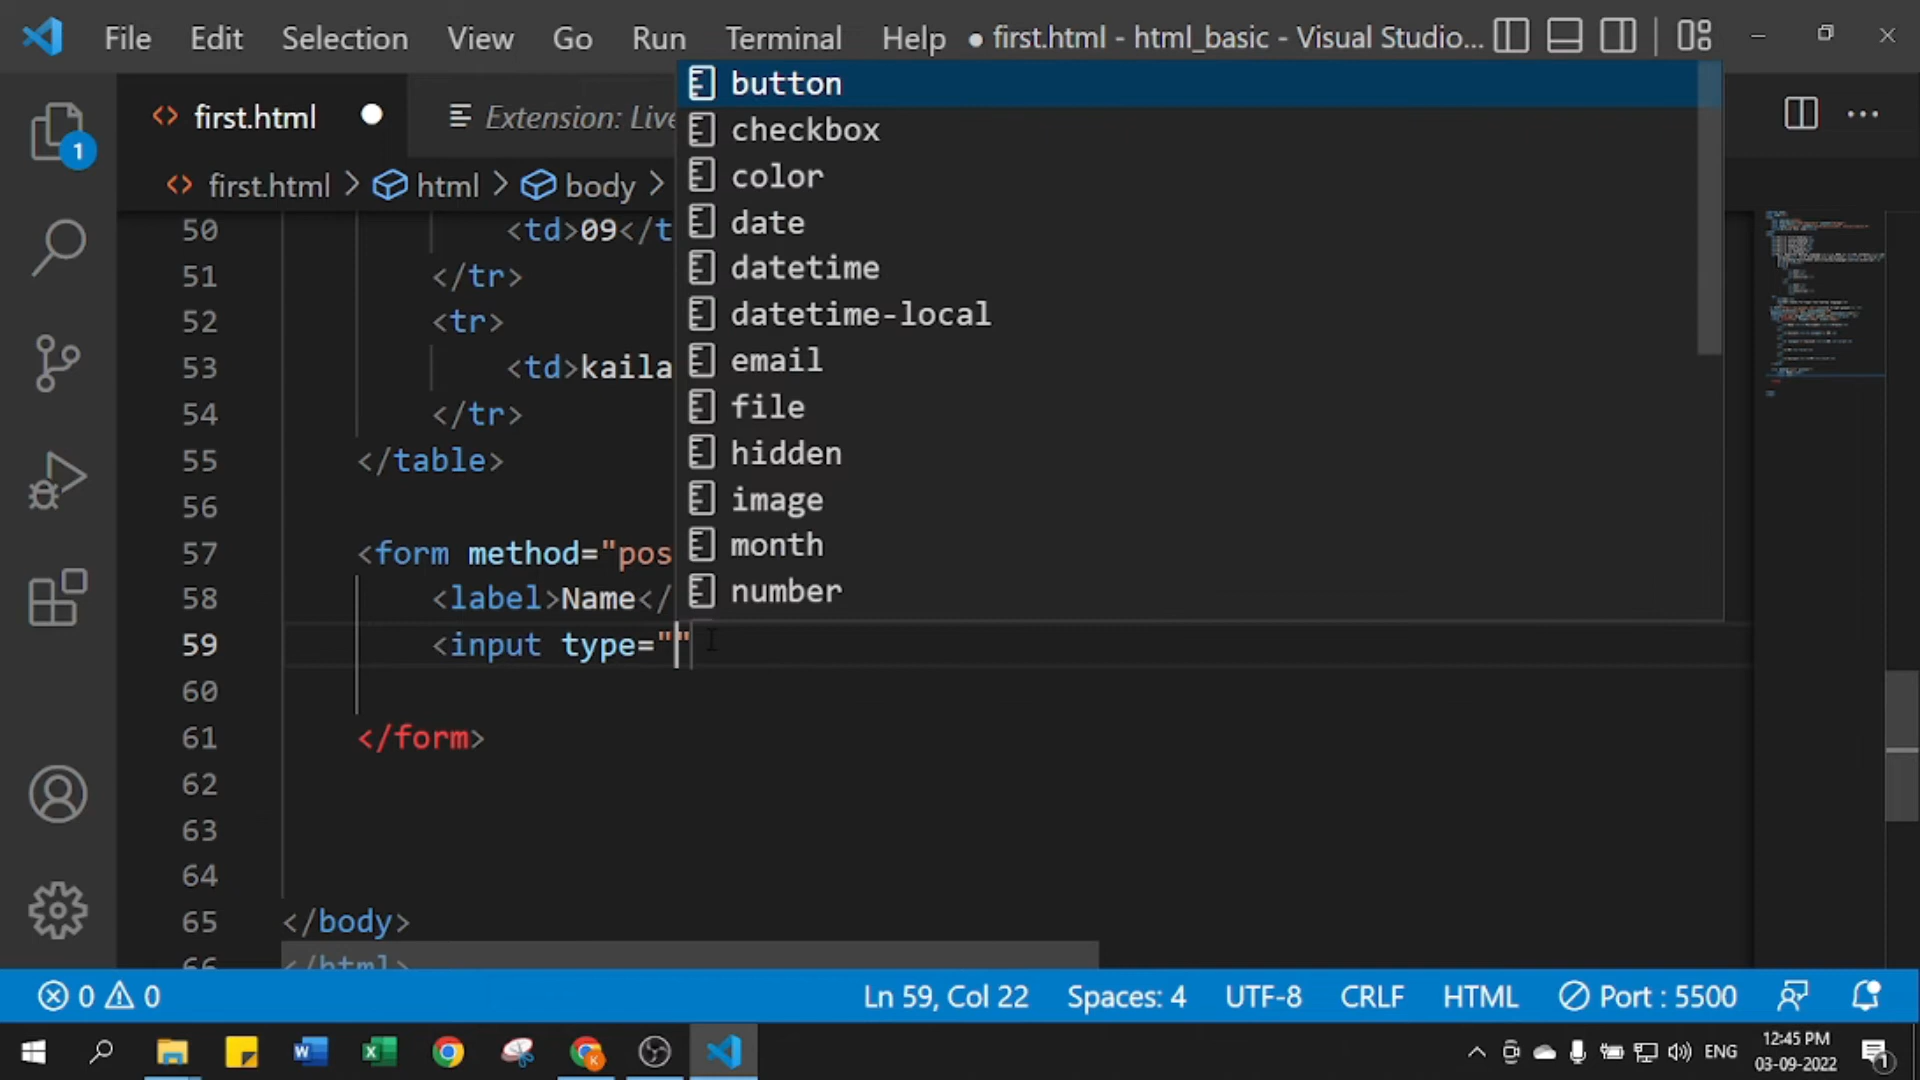 File Edit Selection View Go Run Terminal Help ● first.html - html_basic - Visual Studio...
first.html ● Extension: Live
1
first.html > html > body >
button
checkbox
color
date
datetime
datetime-local
email
file
hidden
image
month
number
50 <td>09</t
51 </tr>
52 <tr>
53 <td>kaila
54 </tr>
55 </table>
56
57 <form method="pos
58 <label>Name</
59 <input type=""
60
61 </form>
62
63
64
65 </body>
66 </html>
0 0 Ln 59, Col 22 Spaces: 4 UTF-8 CRLF HTML Port : 5500
ENG 12:45 PM
03-09-2022
1